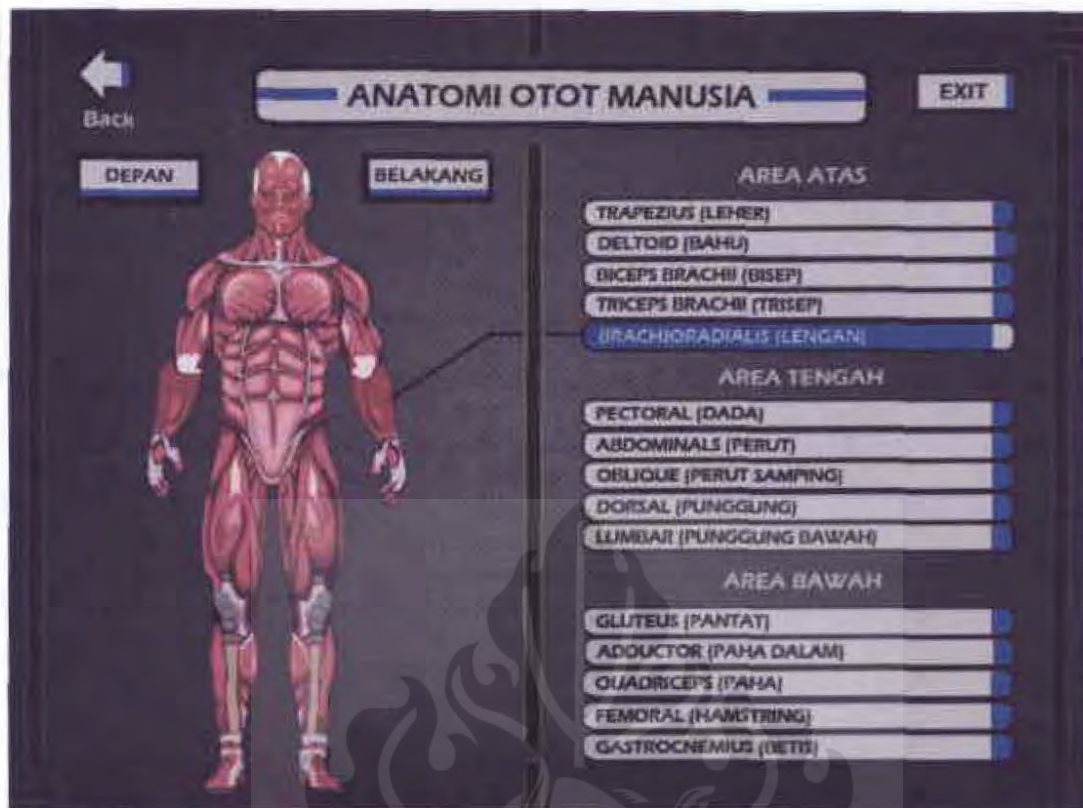 Back
ANATOMI OTOT MANUSIA
EXIT
DEPAN
BELAKANG
AREA ATAS
TRAPEZIUS (LEHER)
DELTOID (BAHU)
BICEPS BRACHII (BISEP)
TRICEPS BRACHII (TRISEP)
BRACHIORADIALIS (LENGAN)
AREA TENGAH
PECTORAL (DADA)
ABDOMINALS (PERUT)
OBLIQUE (PERUT SAMPING)
DORSAL (PUNGGUNG)
LUMBAR (PUNGGUNG BAWAH)
AREA BAWAH
GLUTEUS (PANTAT)
ADDUCTOR (PAHA DALAM)
QUADRICEPS (PAHA)
FEMORAL (HAMSTRING)
GASTROCNEMIUS (BETIS)